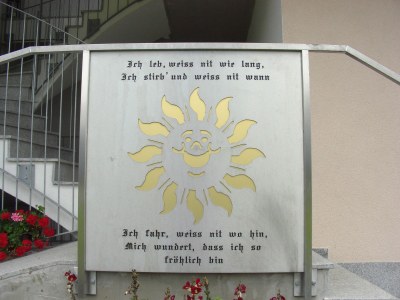 Ich leb, weiss nit wie lang,
Ich stirb' und weiss nit wann
Ich fahr, weiss nit wo hin,
Mich wundert, dass ich so
fröhlich bin